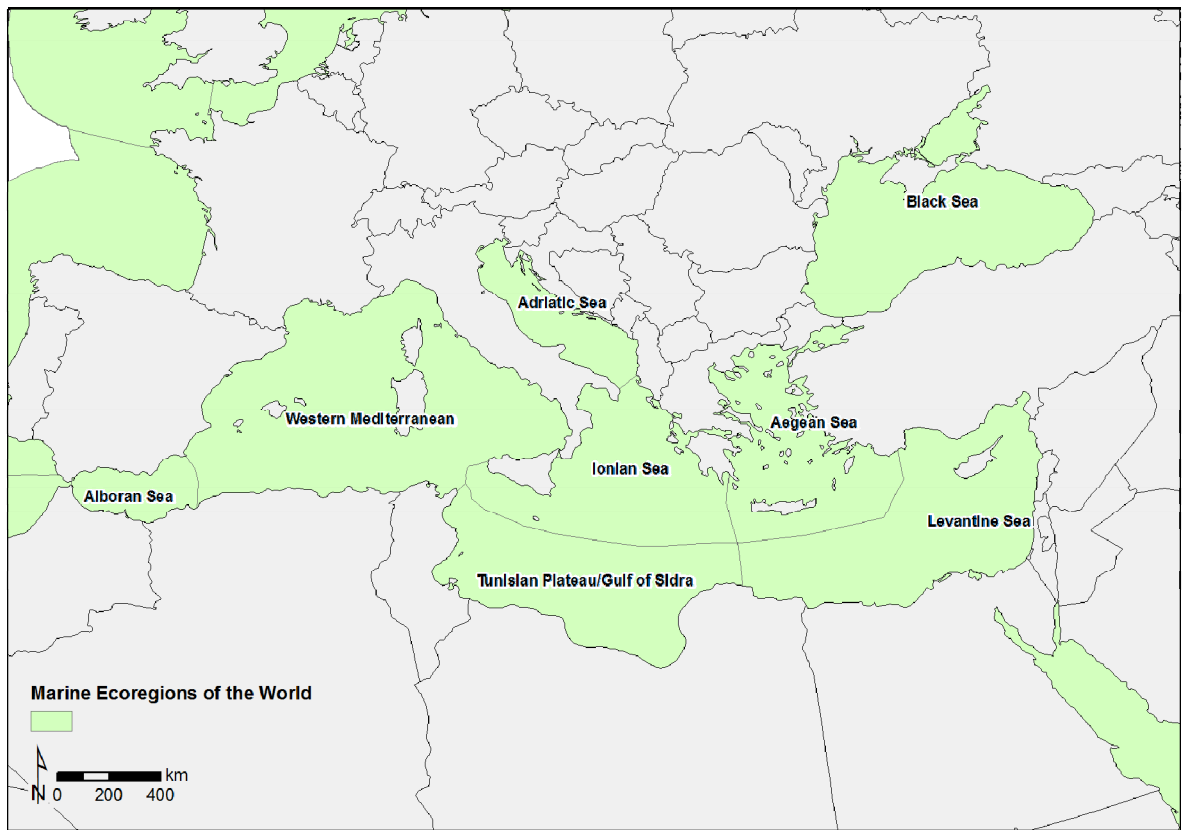 Black Sea
Adriatic Sea
Western Mediterranean
Aegean Sea
Ionian Sea
Alboran Sea
Levantine Sea
Tunisian Plateau/Gulf of Sidra
Marine Ecoregions of the World
N
km
0 200 400